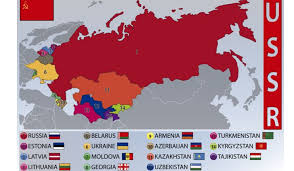 USSR
RUSSIA
ESTONIA
LATVIA
LITHUANIA
BELARUS
UKRAINE
MOLDOVA
GEORGIA
ARMENIA
AZERBAIJAN
KAZAKHSTAN
UZBEKISTAN
TURKMENISTAN
KYRGYZSTAN
TAJIKISTAN